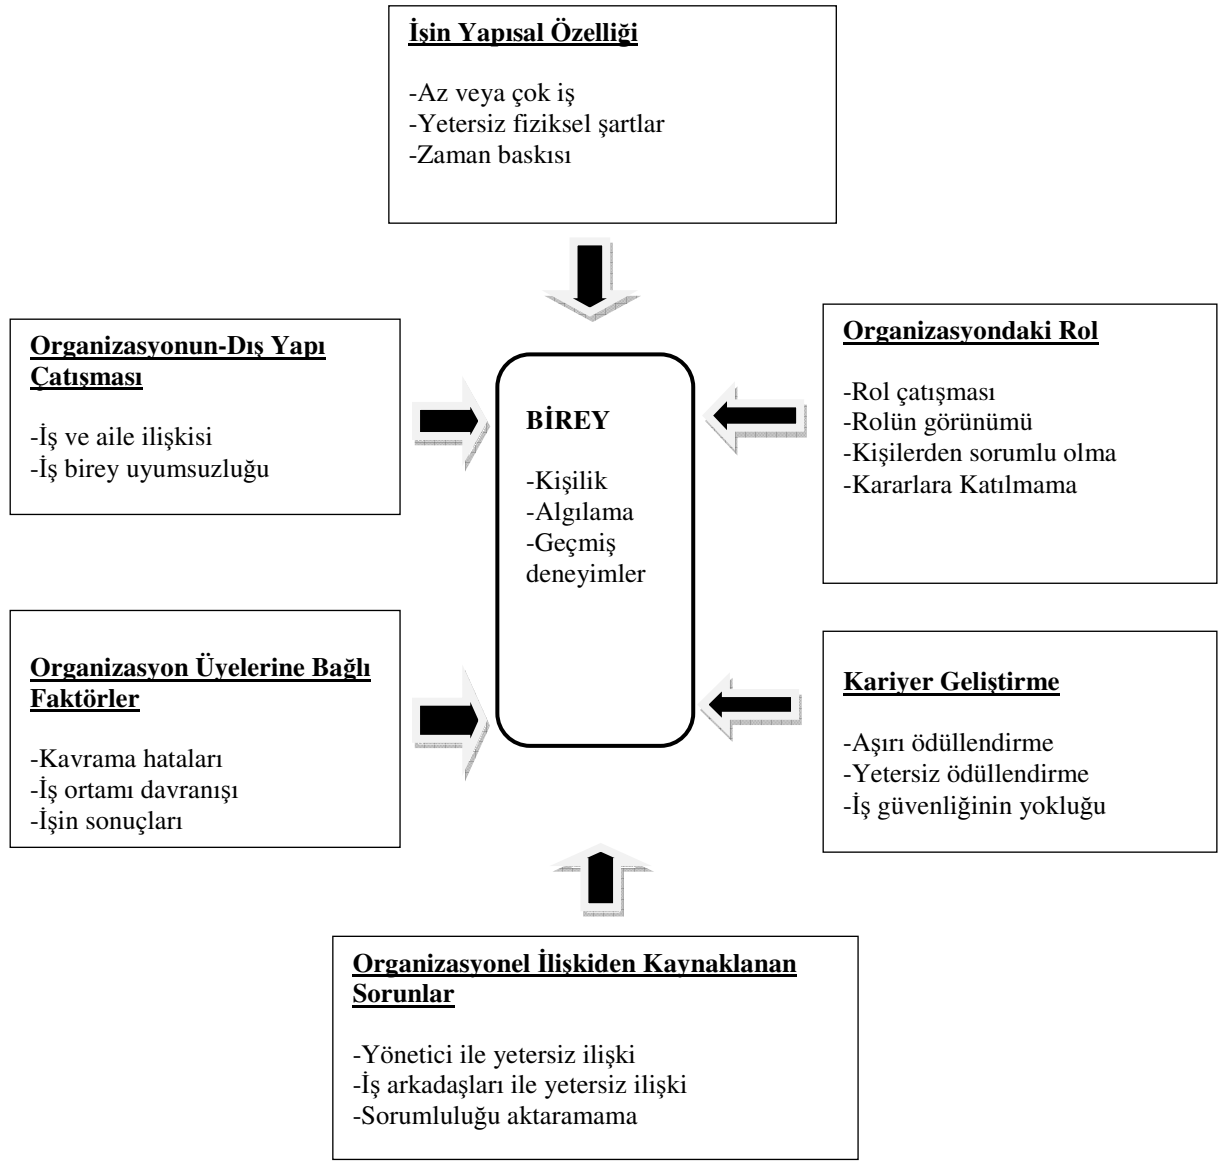 İşin Yapısal Özelliği
-Az veya çok iş
-Yetersiz fiziksel şartlar
-Zaman baskısı
Organizasyonun-Dış Yapı
Çatışması
-İş ve aile ilişkisi
-İş birey uyumsuzluğu
BİREY
-Kişilik
-Algılama
-Geçmiş
deneyimler
Organizasyondaki Rol
-Rol çatışması
-Rolün görünümü
-Kişilerden sorumlu olma
-Kararlara Katılmama
Organizasyon Üyelerine Bağlı
Faktörler
-Kavrama hataları
-İş ortamı davranışı
-İşin sonuçları
Kariyer Geliştirme
-Aşırı ödüllendirme
-Yetersiz ödüllendirme
-İş güvenliğinin yokluğu
Organizasyonel İlişkiden Kaynaklanan
Sorunlar
-Yönetici ile yetersiz ilişki
-İş arkadaşları ile yetersiz ilişki
-Sorumluluğu aktaramama